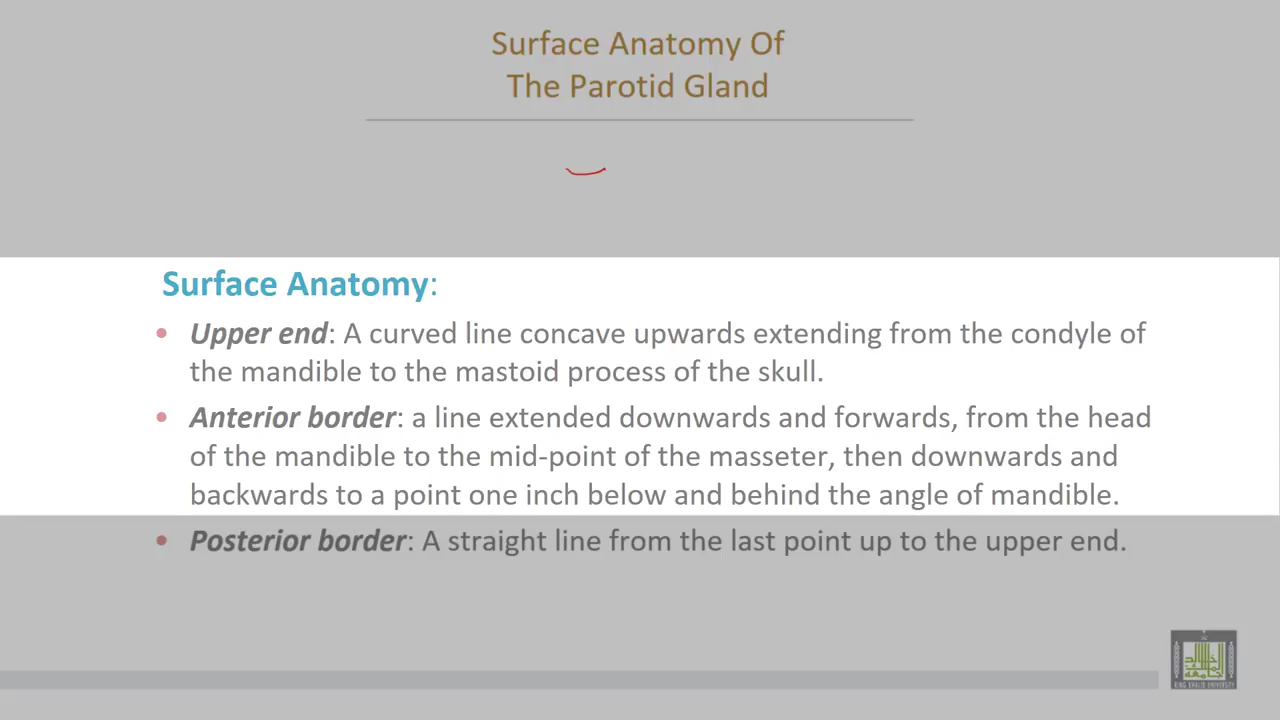 Surface Anatomy Of
The Parotid Gland
Surface Anatomy:
• Upper end: A curved line concave upwards extending from the condyle of
the mandible to the mastoid process of the skull.
• Anterior border: a line extended downwards and forwards, from the head
of the mandible to the mid-point of the masseter, then downwards and
backwards to a point one inch below and behind the angle of mandible.
• Posterior border: A straight line from the last point up to the upper end.
KING KHALID UNIVERSITY